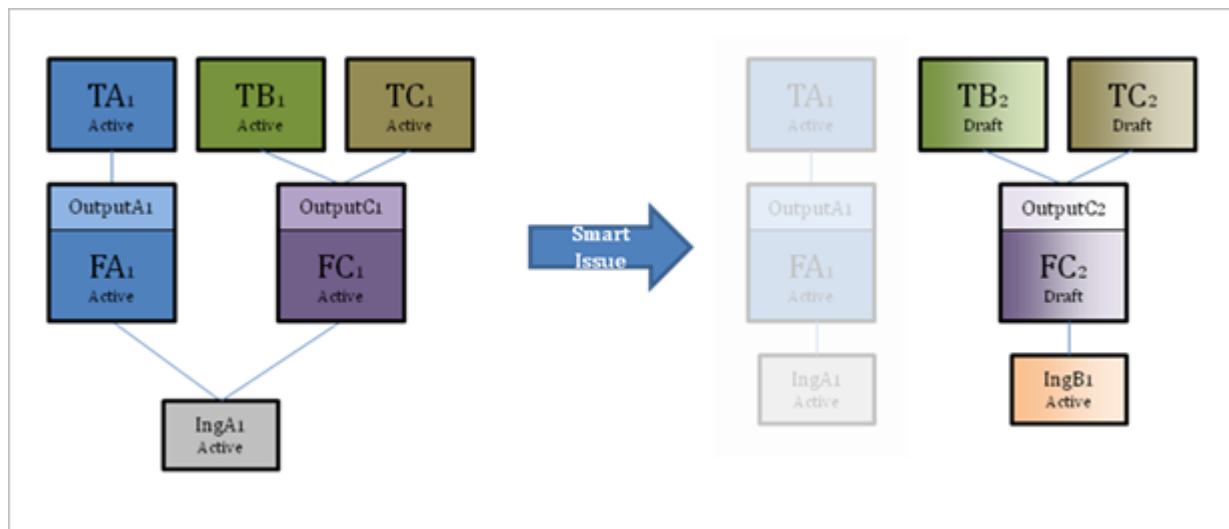 TA₁
Active
TB₁
Active
TC₁
Active
OutputA₁
FA₁
Active
OutputC₁
FC₁
Active
IngA₁
Active
Smart
Issue
TA₁
Active
OutputA₁
FA₁
Active
IngA₁
Active
TB₂
Draft
TC₂
Draft
OutputC₂
FC₂
Draft
IngB₁
Active